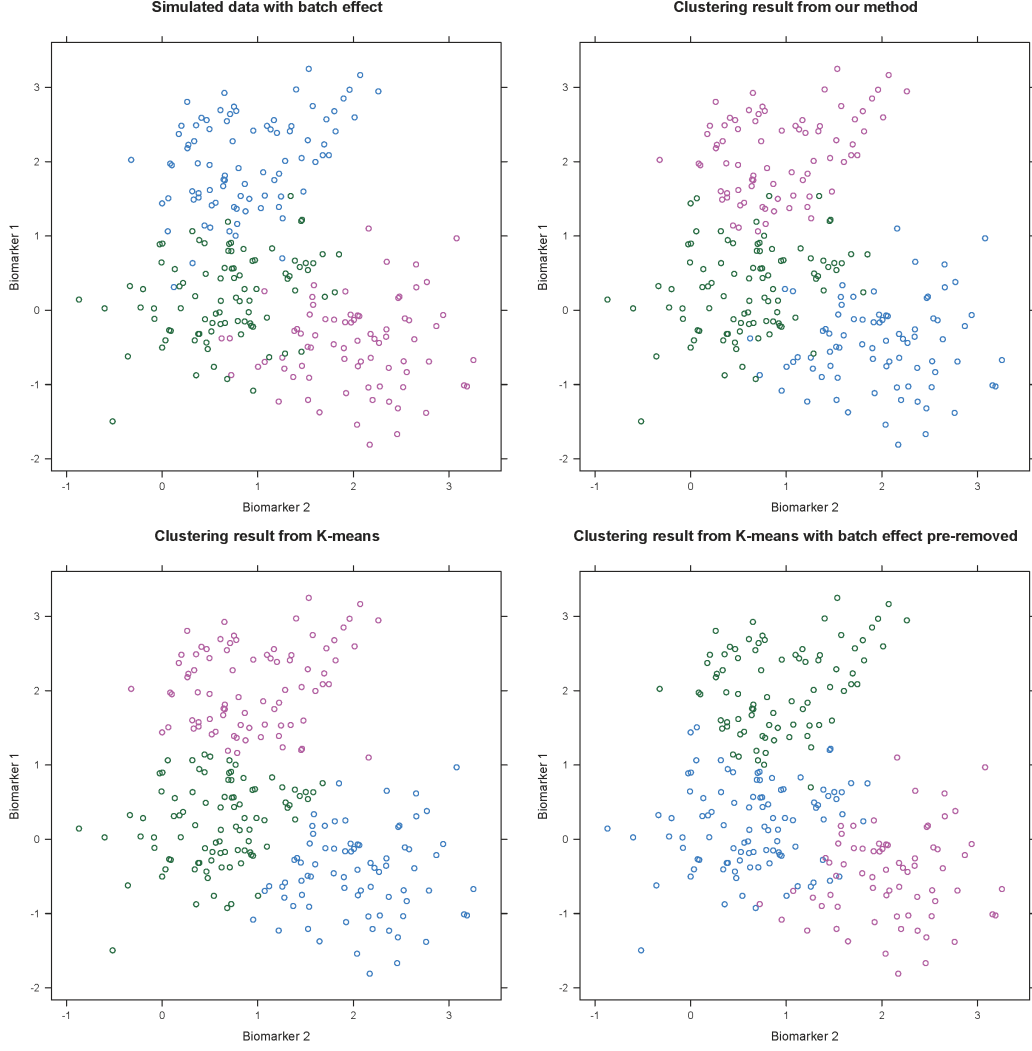 Simulated data with batch effect
Clustering result from our method
3
2
1
0
-1
-2
Biomarker 1
-1 0 1 2 3
Biomarker 2
3
2
1
0
-1
-2
Biomarker 1
-1 0 1 2 3
Biomarker 2
Clustering result from K-means
Clustering result from K-means with batch effect pre-removed
3
2
1
0
-1
-2
Biomarker 1
-1 0 1 2 3
Biomarker 2
3
2
1
0
-1
-2
Biomarker 1
-1 0 1 2 3
Biomarker 2